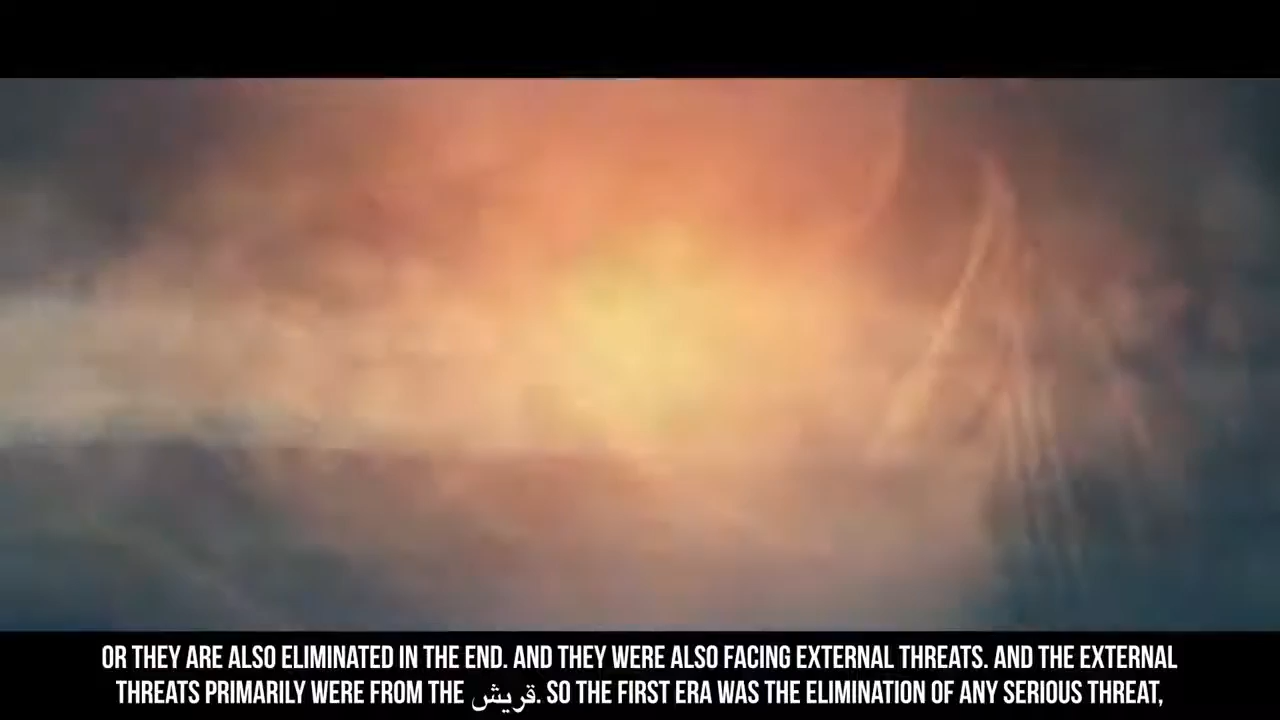 OR THEY ARE ALSO ELIMINATED IN THE END. AND THEY WERE ALSO FACING EXTERNAL THREATS. AND THE EXTERNAL
THREATS PRIMARILY WERE FROM THE قريش. SO THE FIRST ERA WAS THE ELIMINATION OF ANY SERIOUS THREAT,